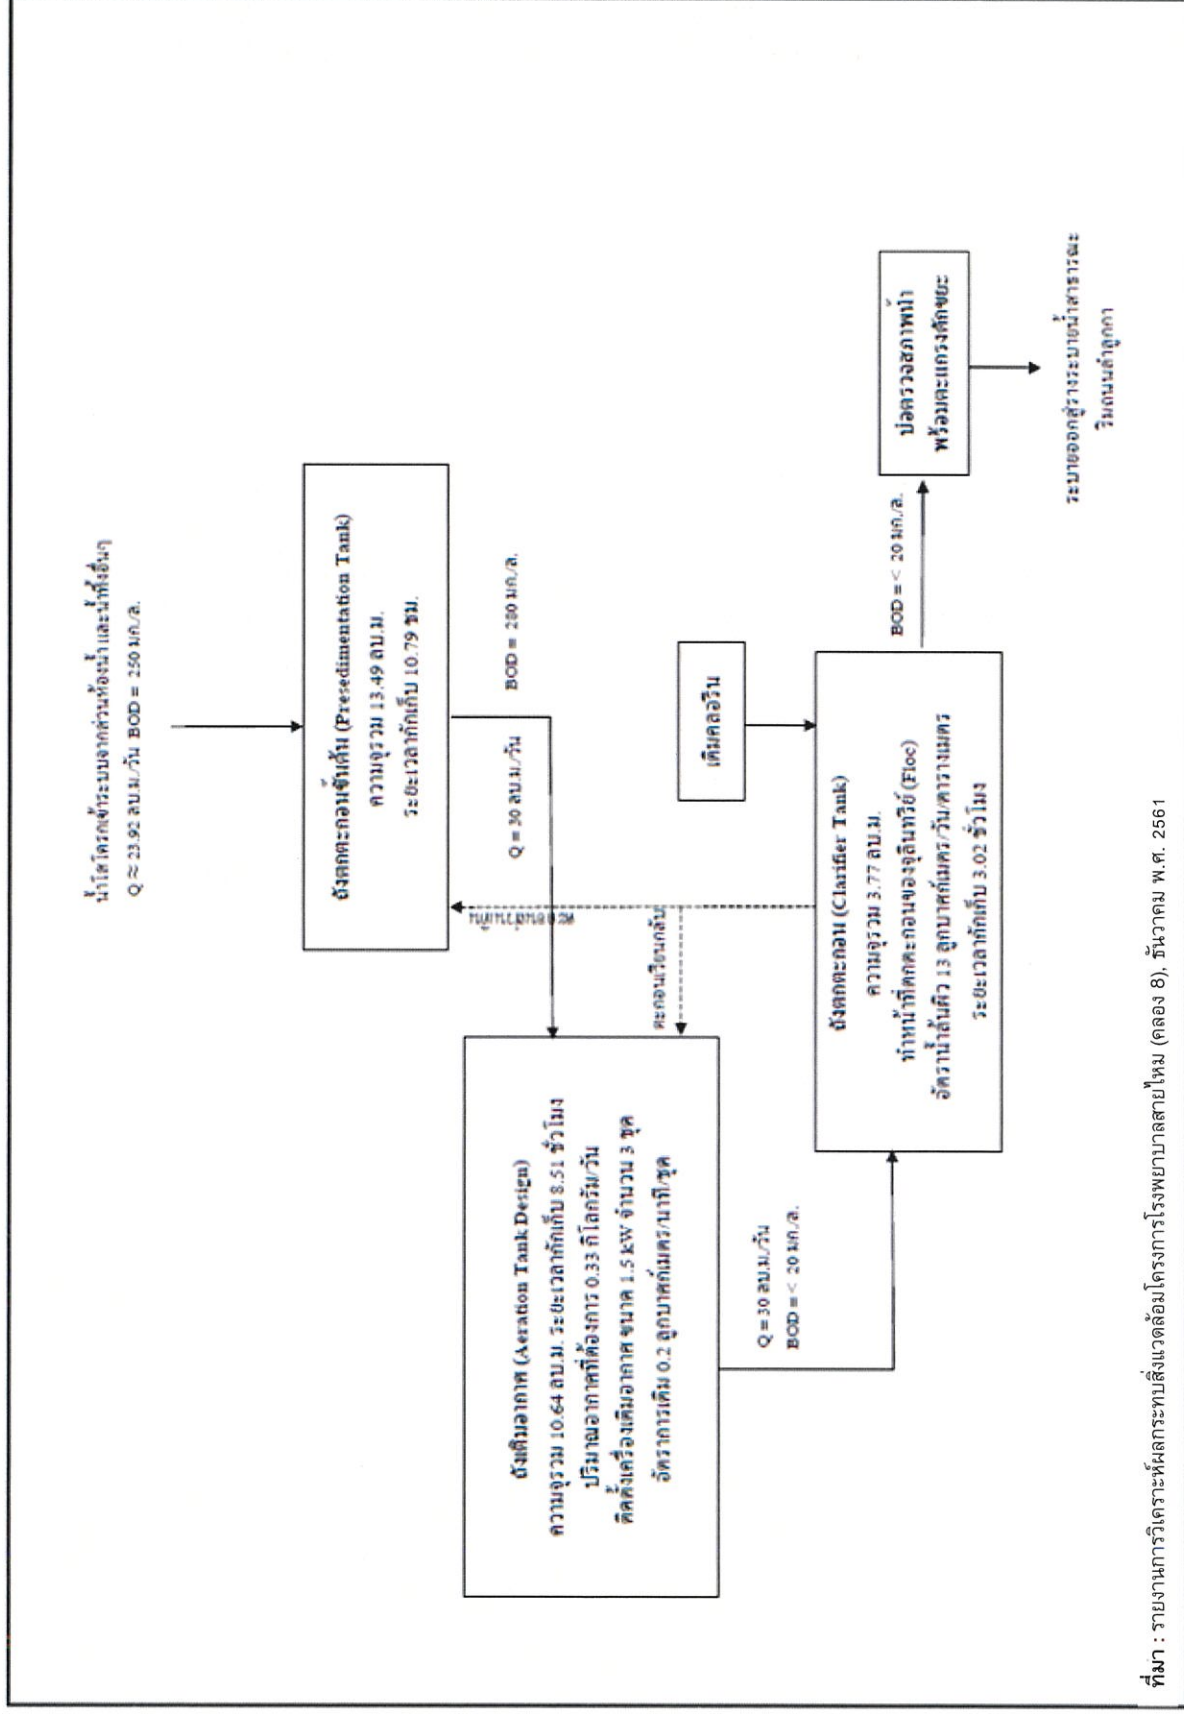 น้ำโสโครกเข้าระบบจากส่วนห้องน้ำ และน้ำทิ้งอื่นๆ
Q ≈ 23.92 ลบ.ม./วัน BOD = 250 มก./ล.
ถังตกตะกอนขั้นต้น (Presedimentation Tank)
ความจุรวม 13.49 ลบ.ม.
ระยะเวลากักเก็บ 10.79 ชม.
Q = 30 ลบ.ม./วัน
BOD = 280 มก./ล.
ถังเติมอากาศ (Aeration Tank Design)
ความจุรวม 10.64 ลบ.ม. ระยะเวลากักเก็บ 8.51 ชั่วโมง
ปริมาณอากาศที่ต้องการ 0.33 กิโลกรัม/วัน
ติดตั้งเครื่องเติมอากาศ ขนาด 1.5 kW จำนวน 3 ชุด
อัตราการเติม 0.2 ลูกบาศก์เมตร/นาที/ชุด
ตะกอนเวียนกลับ
เติมคลอรีน
Q = 30 ลบ.ม./วัน
BOD = < 20 มก./ล.
ถังตกตะกอน (Clarifier Tank)
ความจุรวม 3.77 ลบ.ม.
ทำหน้าที่ตกตะกอนของจุลินทรีย์ (Floc)
อัตราน้ำล้นผิว 13 ลูกบาศก์เมตร/วัน/ตารางเมตร
ระยะเวลากักเก็บ 3.02 ชั่วโมง
BOD = < 20 มก./ล.
บ่อตรวจสภาพน้ำ
พร้อมตะแกรงดักขยะ
ระบายออกสู่รางระบายน้ำสาธารณะ
ริมถนนลำลูกกา
ที่มา : รายงานการวิเคราะห์ผลกระทบสิ่งแวดล้อมโครงการโรงพยาบาลสายไหม (คลอง 8), ธันวาคม พ.ศ. 2561